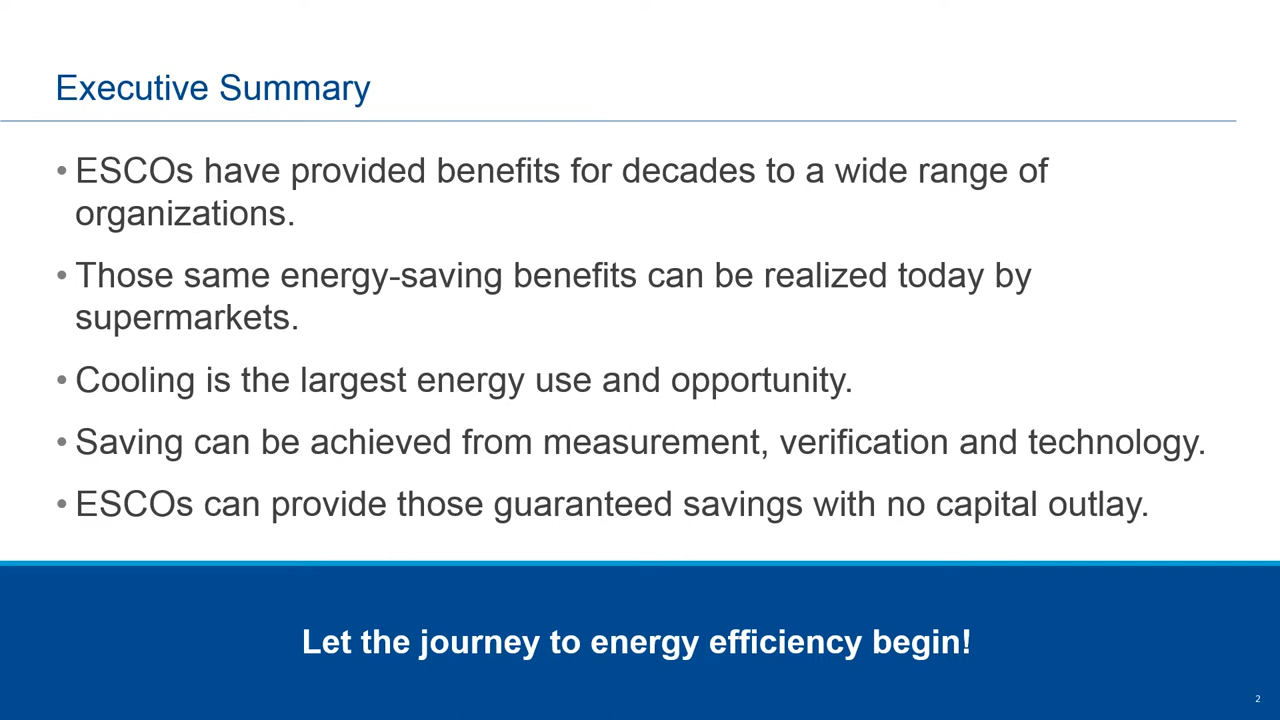 Executive Summary
• ESCOs have provided benefits for decades to a wide range of
organizations.
• Those same energy-saving benefits can be realized today by
supermarkets.
• Cooling is the largest energy use and opportunity.
• Saving can be achieved from measurement, verification and technology.
• ESCOs can provide those guaranteed savings with no capital outlay.
Let the journey to energy efficiency begin!
2